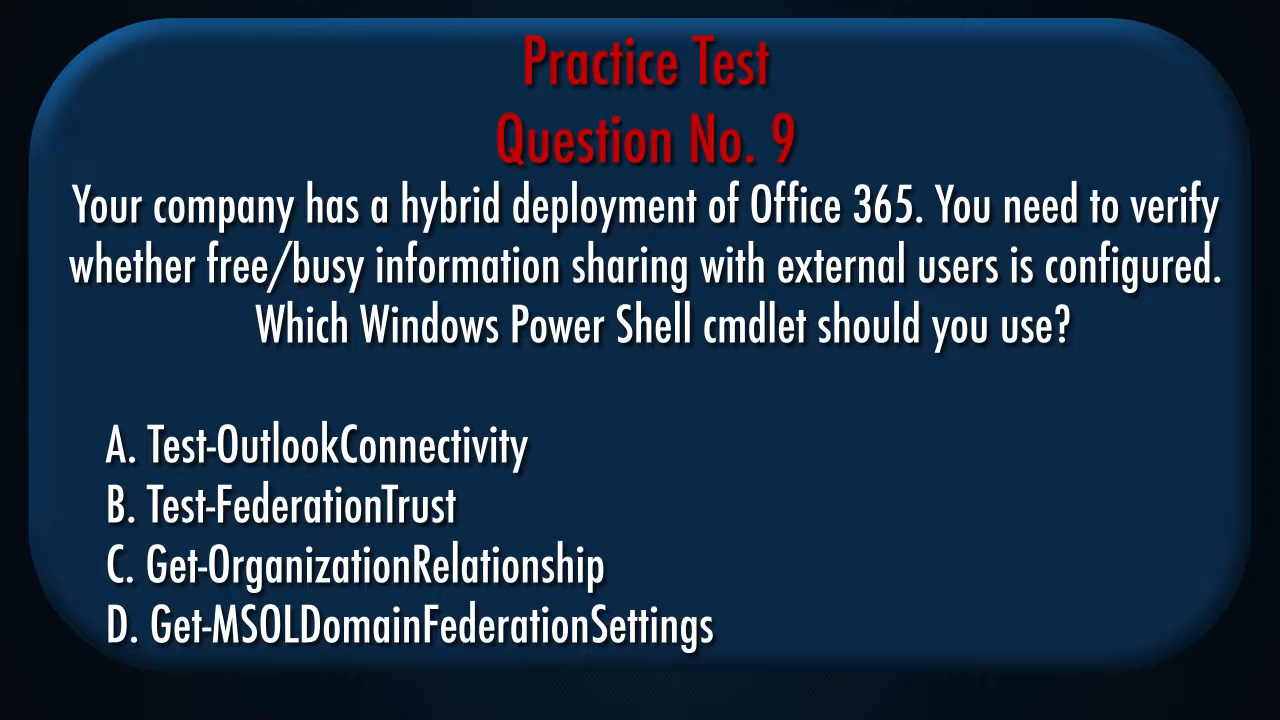 Practice Test
Question No. 9
Your company has a hybrid deployment of Office 365. You need to verify
whether free/busy information sharing with external users is configured.
Which Windows Power Shell cmdlet should you use?
A. Test-OutlookConnectivity
B. Test-FederationTrust
C. Get-OrganizationRelationship
D. Get-MSOLDomainFederationSettings